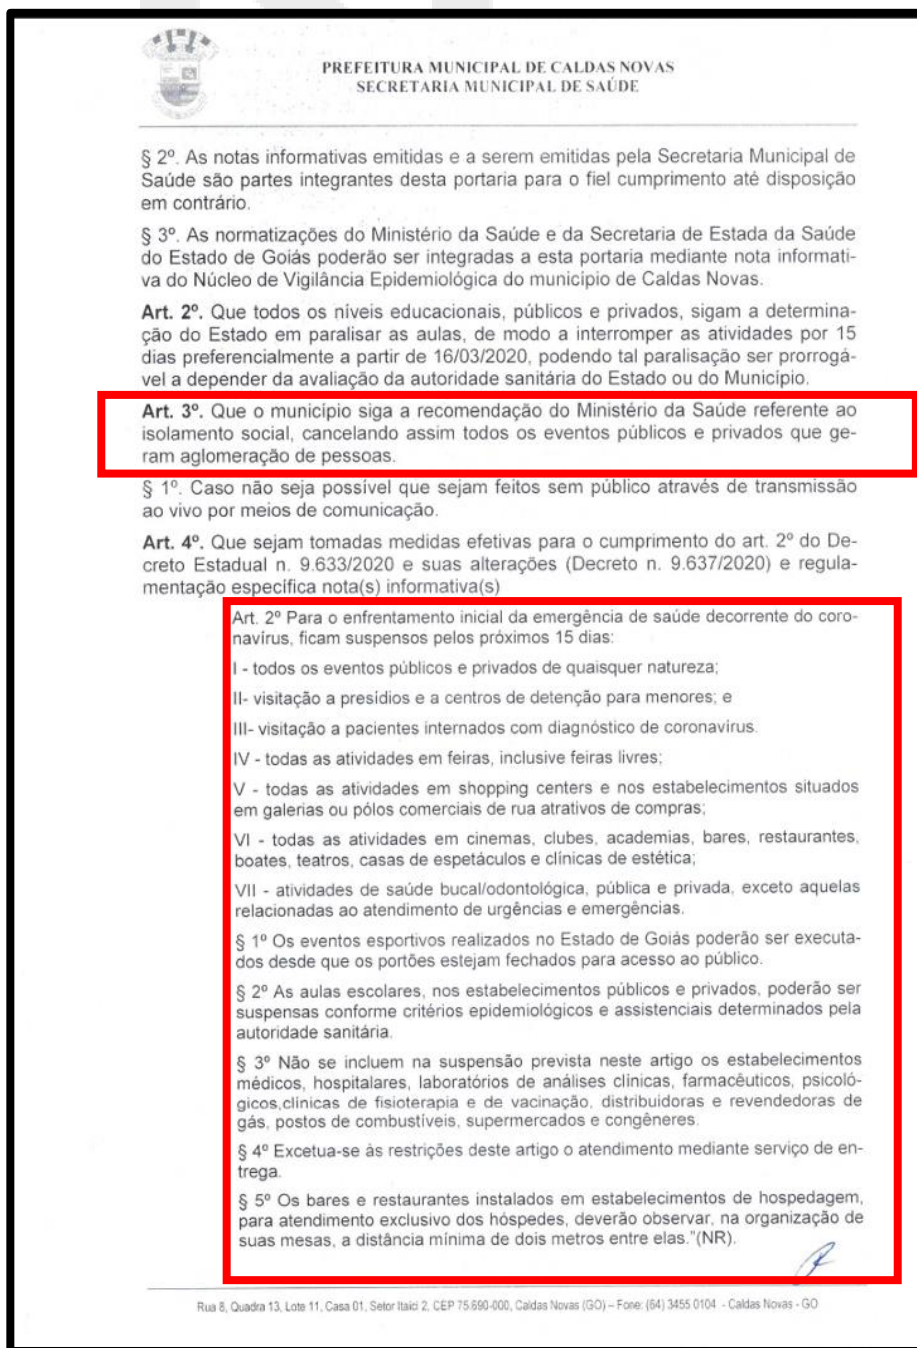 PREFEITURA MUNICIPAL DE CALDAS NOVAS
SECRETARIA MUNICIPAL DE SAÚDE
§ 2º. As notas informativas emitidas e a serem emitidas pela Secretaria Municipal de
Saúde são partes integrantes desta portaria para o fiel cumprimento até disposição
em contrário.
§ 3º. As normatizações do Ministério da Saúde e da Secretaria de Estada da Saúde
do Estado de Goiás poderão ser integradas a esta portaria mediante nota informati-
va do Núcleo de Vigilância Epidemiológica do município de Caldas Novas.
Art. 2º. Que todos os níveis educacionais, públicos e privados, sigam a determina-
ção do Estado em paralisar as aulas, de modo a interromper as atividades por 15
dias preferencialmente a partir de 16/03/2020, podendo tal paralisação ser prorrogá-
vel a depender da avaliação da autoridade sanitária do Estado ou do Município.
Art. 3º. Que o município siga a recomendação do Ministério da Saúde referente ao
isolamento social, cancelando assim todos os eventos públicos e privados que ge-
ram aglomeração de pessoas.
§ 1º. Caso não seja possível que sejam feitos sem público através de transmissão
ao vivo por meios de comunicação.
Art. 4º. Que sejam tomadas medidas efetivas para o cumprimento do art. 2º do De-
creto Estadual n. 9.633/2020 e suas alterações (Decreto n. 9.637/2020) e regula-
mentação específica nota(s) informativa(s)
Art. 2º Para o enfrentamento inicial da emergência de saúde decorrente do coro-
navírus, ficam suspensos pelos próximos 15 dias:
I - todos os eventos públicos e privados de quaisquer natureza;
II- visitação a presídios e a centros de detenção para menores; e
III- visitação a pacientes internados com diagnóstico de coronavírus.
IV - todas as atividades em feiras, inclusive feiras livres;
V - todas as atividades em shopping centers e nos estabelecimentos situados
em galerias ou pólos comerciais de rua atrativos de compras;
VI - todas as atividades em cinemas, clubes, academias, bares, restaurantes,
boates, teatros, casas de espetáculos e clínicas de estética;
VII - atividades de saúde bucal/odontológica, pública e privada, exceto aquelas
relacionadas ao atendimento de urgências e emergências.
§ 1º Os eventos esportivos realizados no Estado de Goiás poderão ser executa-
dos desde que os portões estejam fechados para acesso ao público.
§ 2º As aulas escolares, nos estabelecimentos públicos e privados, poderão ser
suspensas conforme critérios epidemiológicos e assistenciais determinados pela
autoridade sanitária.
§ 3º Não se incluem na suspensão prevista neste artigo os estabelecimentos
médicos, hospitalares, laboratórios de análises clínicas, farmacêuticos, psicoló-
gicos,clínicas de fisioterapia e de vacinação, distribuidoras e revendedoras de
gás, postos de combustíveis, supermercados e congêneres.
§ 4º Excetua-se às restrições deste artigo o atendimento mediante serviço de en-
trega.
§ 5º Os bares e restaurantes instalados em estabelecimentos de hospedagem,
para atendimento exclusivo dos hóspedes, deverão observar, na organização de
suas mesas, a distância mínima de dois metros entre elas."(NR).
Rua 8, Quadra 13, Lote 11, Casa 01, Setor Itaici 2, CEP 75.690-000, Caldas Novas (GO) – Fone: (64) 3455 0104 - Caldas Novas - GO